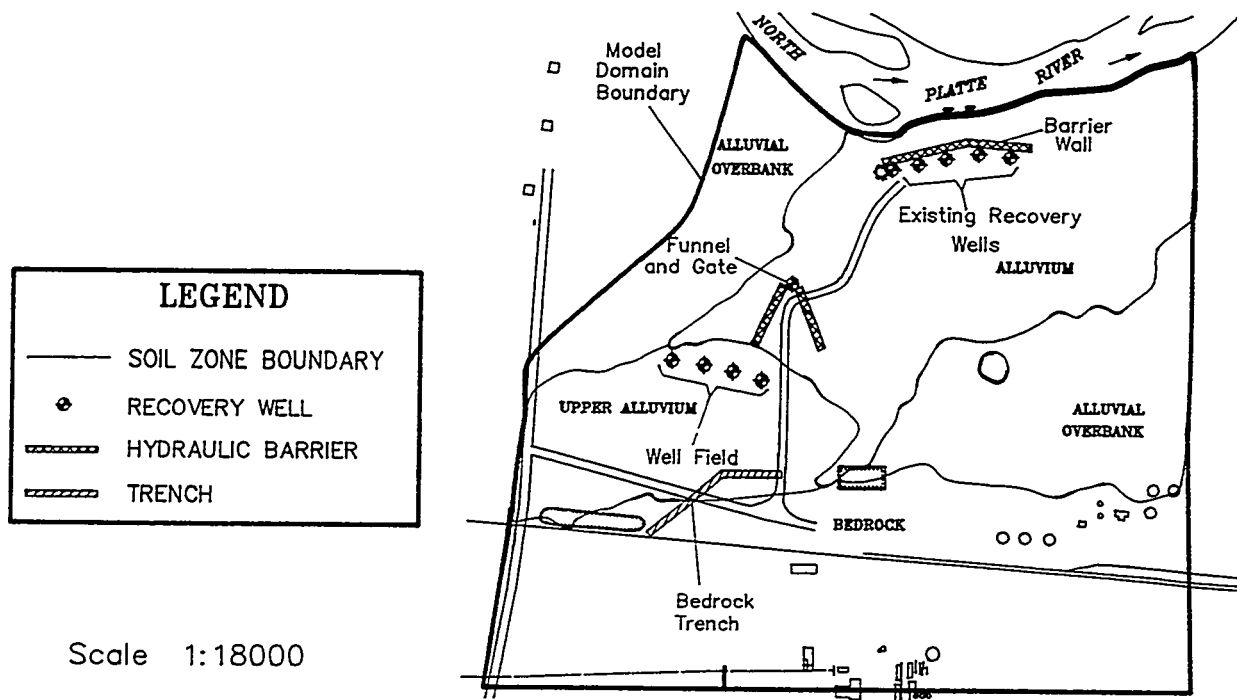 NORTH
PLATTE
RIVER
Model
Domain
Boundary
ALLUVIAL
OVERBANK
Barrier
Wall
Existing Recovery
Wells
Funnel
and Gate
ALLUVIUM
LEGEND
SOIL ZONE BOUNDARY
RECOVERY WELL
HYDRAULIC BARRIER
TRENCH
UPPER ALLUVIUM
ALLUVIAL
OVERBANK
Well Field
BEDROCK
Bedrock
Trench
Scale 1:18000